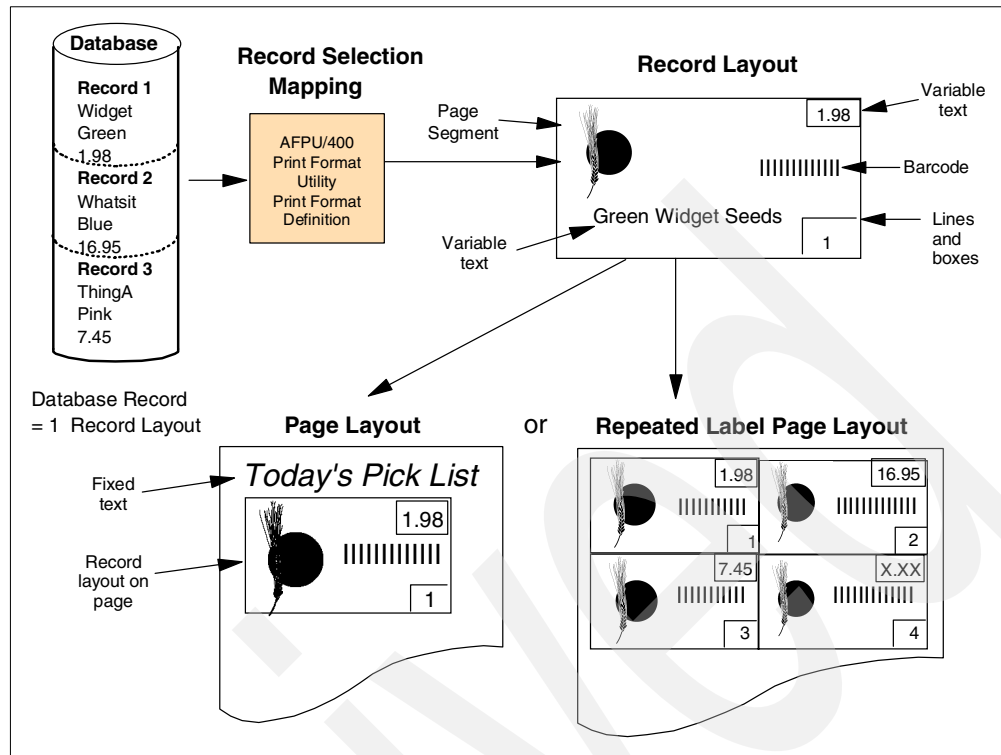 Database
Record 1
Widget
Green
1.98
Record 2
Whatsit
Blue
16.95
Record 3
ThingA
Pink
7.45
Database Record
= 1 Record Layout
Record Selection
Mapping
AFPU/400
Print Format
Utility
Print Format
Definition
Record Layout
Page
Segment
Variable
text
1.98
Green Widget Seeds
1
Variable
text
Barcode
Lines
and
boxes
Page Layout
Fixed
text
Today's Pick List
Record
layout on
page
1.98
1
or
Repeated Label Page Layout
1.98
1
16.95
2
7.45
3
X.XX
4